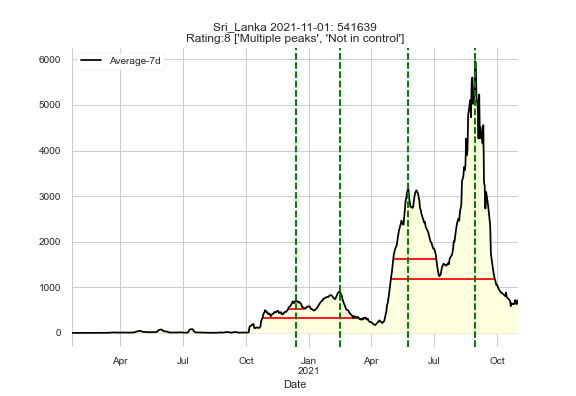 Sri_Lanka 2021-11-01: 541639
Rating:8 ['Multiple peaks', 'Not in control']
Average-7d
6000
5000
4000
3000
2000
1000
0
Apr
Jul
Oct
Jan
2021
Apr
Jul
Oct
Date